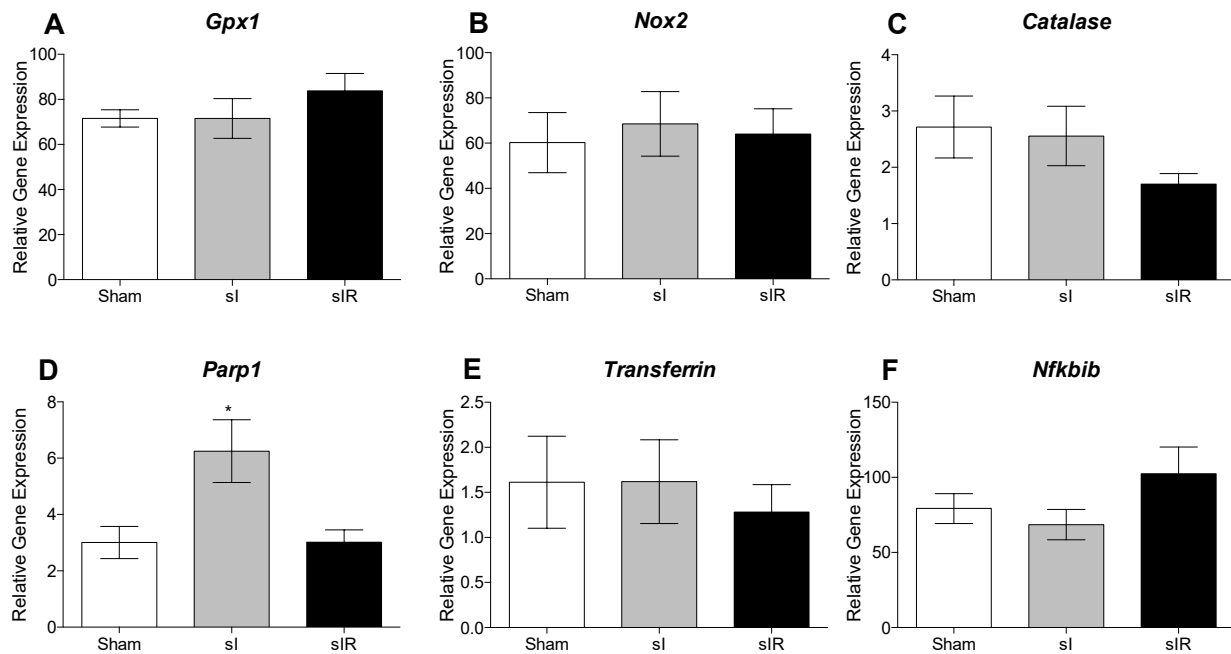 A
Gpx1
Relative Gene Expression
100
80
60
40
20
0
Sham
sI
sIR
B
Nox2
Relative Gene Expression
100
80
60
40
20
0
Sham
sI
sIR
C
Catalase
Relative Gene Expression
4
3
2
1
0
Sham
sI
sIR
D
Parp1
Relative Gene Expression
8
6
4
2
0
*
Sham
sI
sIR
E
Transferrin
Relative Gene Expression
2.5
2.0
1.5
1.0
0.5
0.0
Sham
sI
sIR
F
Nfkbib
Relative Gene Expression
150
100
50
0
Sham
sI
sIR